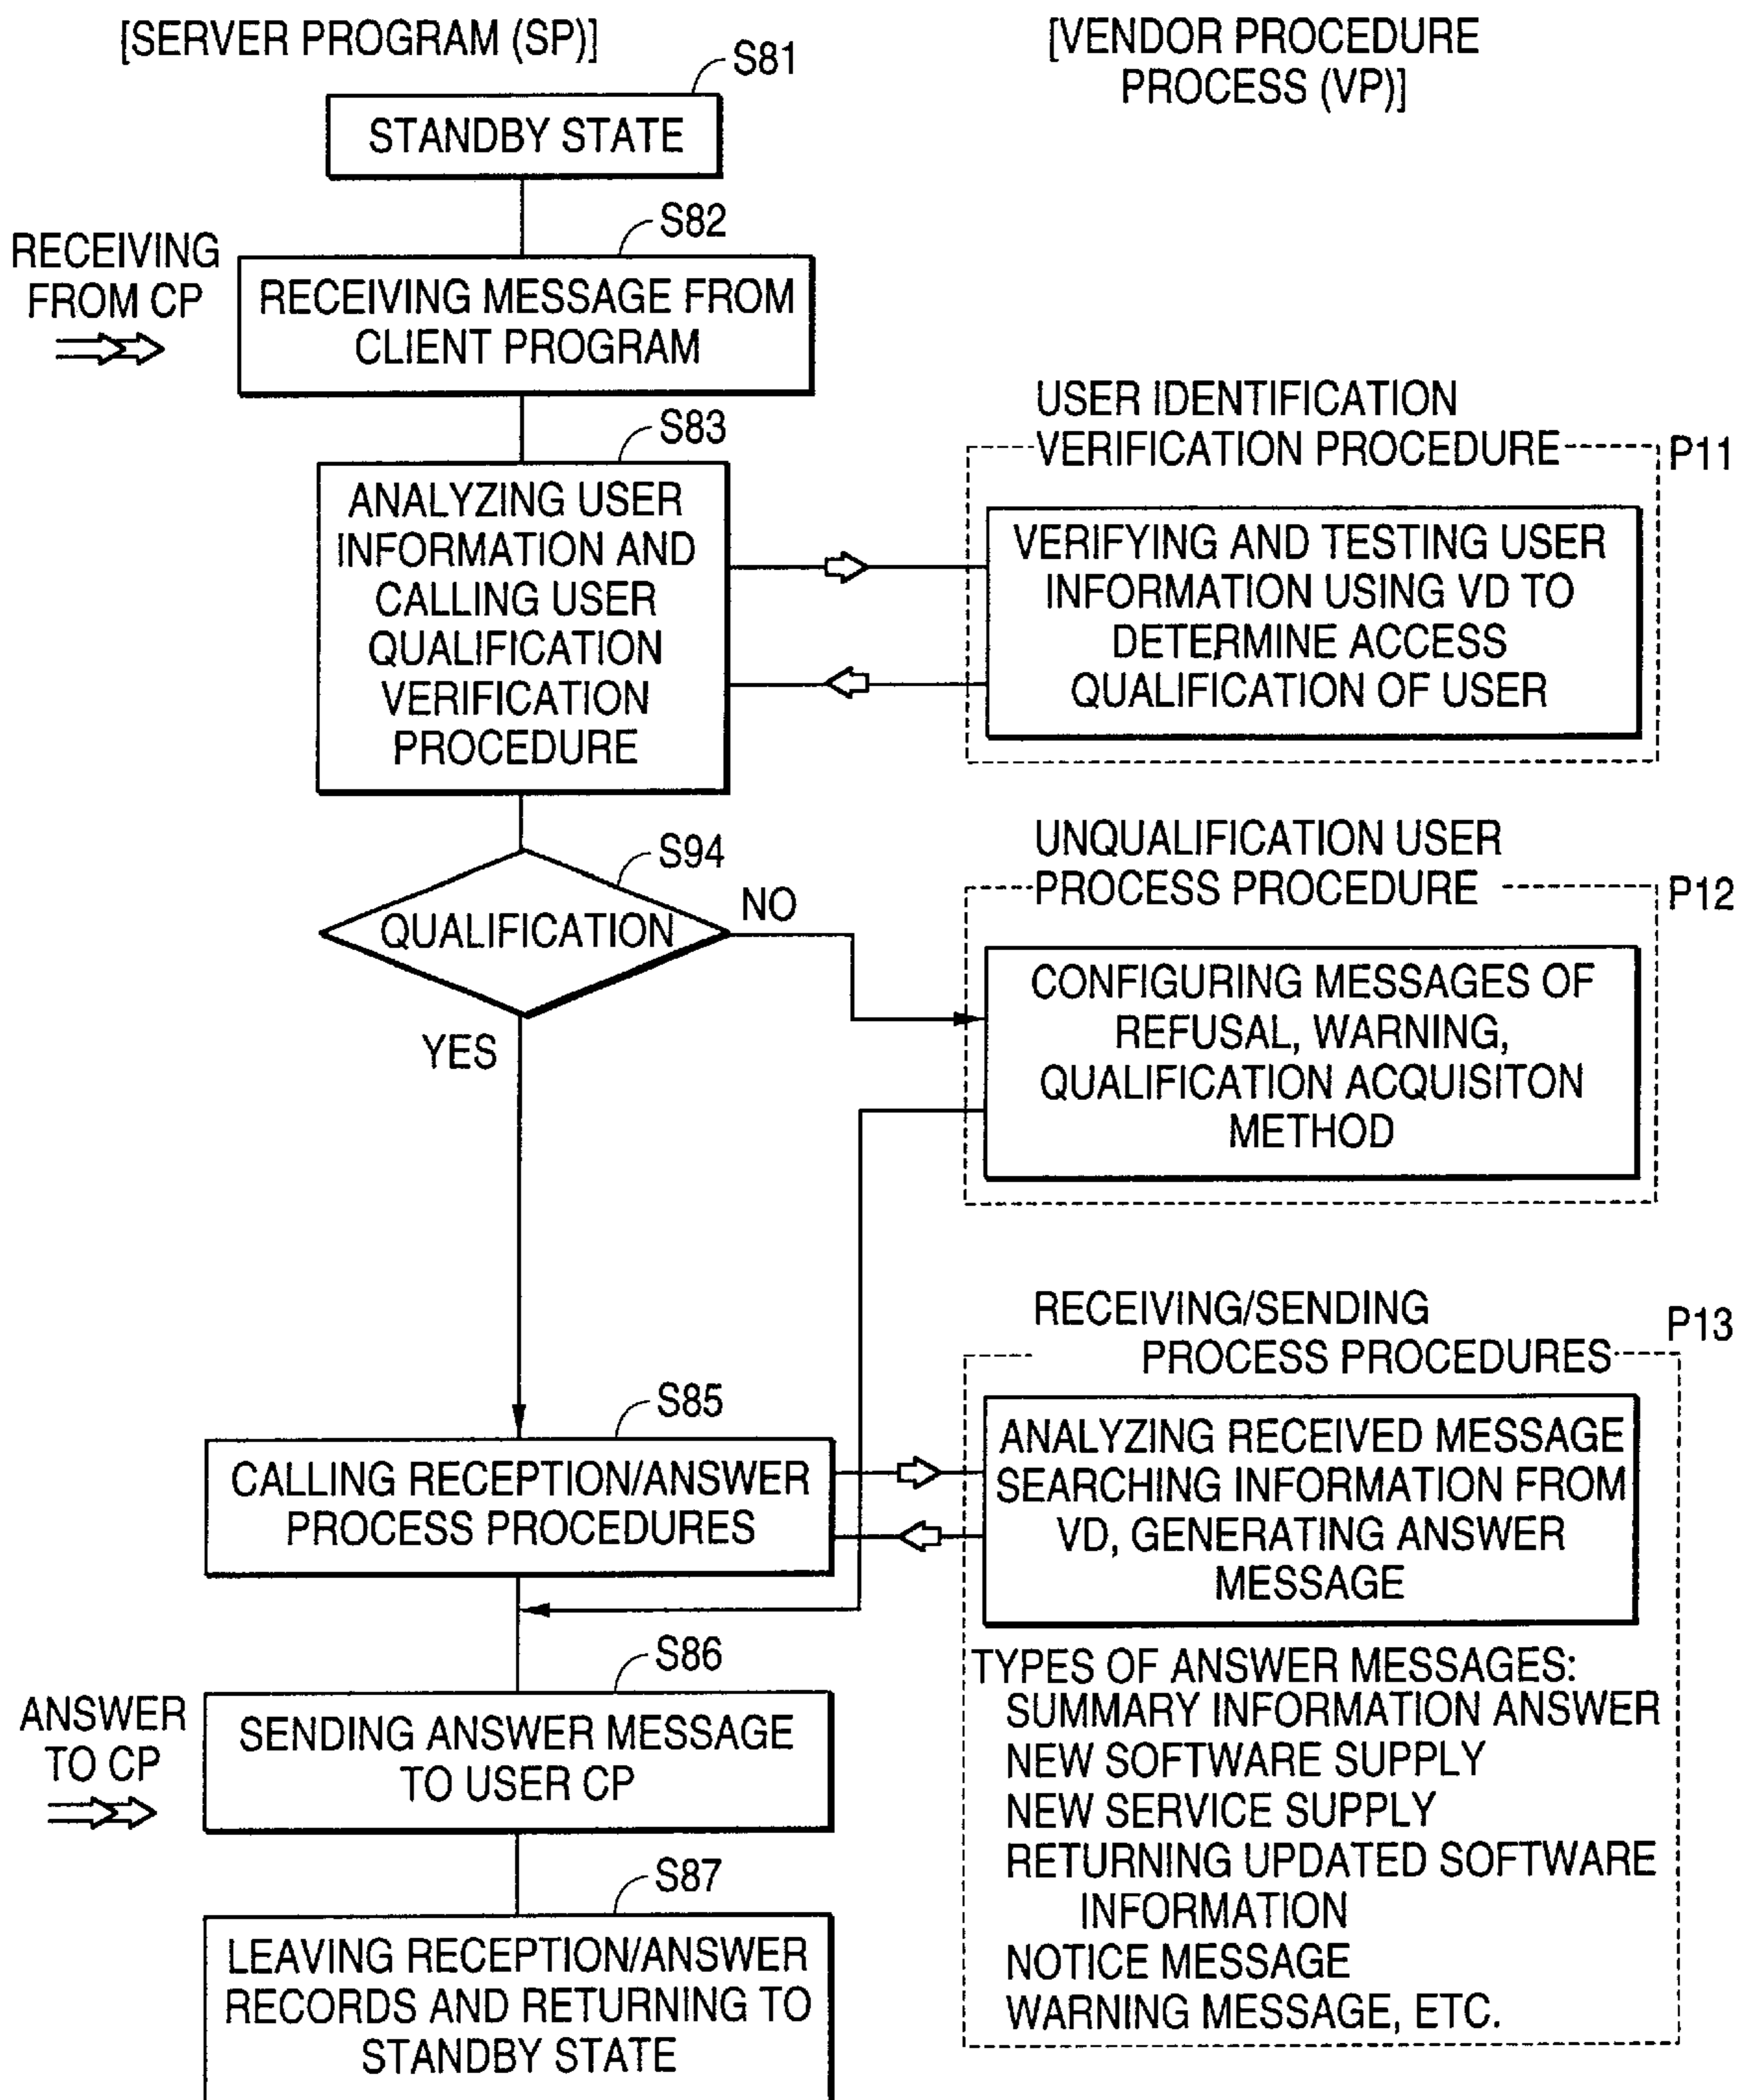 [SERVER PROGRAM (SP)]
[VENDOR PROCEDURE
PROCESS (VP)]
S81
STANDBY STATE
S82
RECEIVING
FROM CP
RECEIVING MESSAGE FROM
CLIENT PROGRAM
S83
ANALYZING USER
INFORMATION AND
CALLING USER
QUALIFICATION
VERIFICATION
PROCEDURE
USER IDENTIFICATION
VERIFICATION PROCEDURE
P11
VERIFYING AND TESTING USER
INFORMATION USING VD TO
DETERMINE ACCESS
QUALIFICATION OF USER
S94
QUALIFICATION
NO
YES
UNQUALIFICATION USER
PROCESS PROCEDURE
P12
CONFIGURING MESSAGES OF
REFUSAL, WARNING,
QUALIFICATION ACQUISITON
METHOD
RECEIVING/SENDING
PROCESS PROCEDURES
P13
S85
CALLING RECEPTION/ANSWER
PROCESS PROCEDURES
ANALYZING RECEIVED MESSAGE
SEARCHING INFORMATION FROM
VD, GENERATING ANSWER
MESSAGE
TYPES OF ANSWER MESSAGES:
SUMMARY INFORMATION ANSWER
NEW SOFTWARE SUPPLY
NEW SERVICE SUPPLY
RETURNING UPDATED SOFTWARE
INFORMATION
NOTICE MESSAGE
WARNING MESSAGE, ETC.
S86
ANSWER
TO CP
SENDING ANSWER MESSAGE
TO USER CP
S87
LEAVING RECEPTION/ANSWER
RECORDS AND RETURNING TO
STANDBY STATE